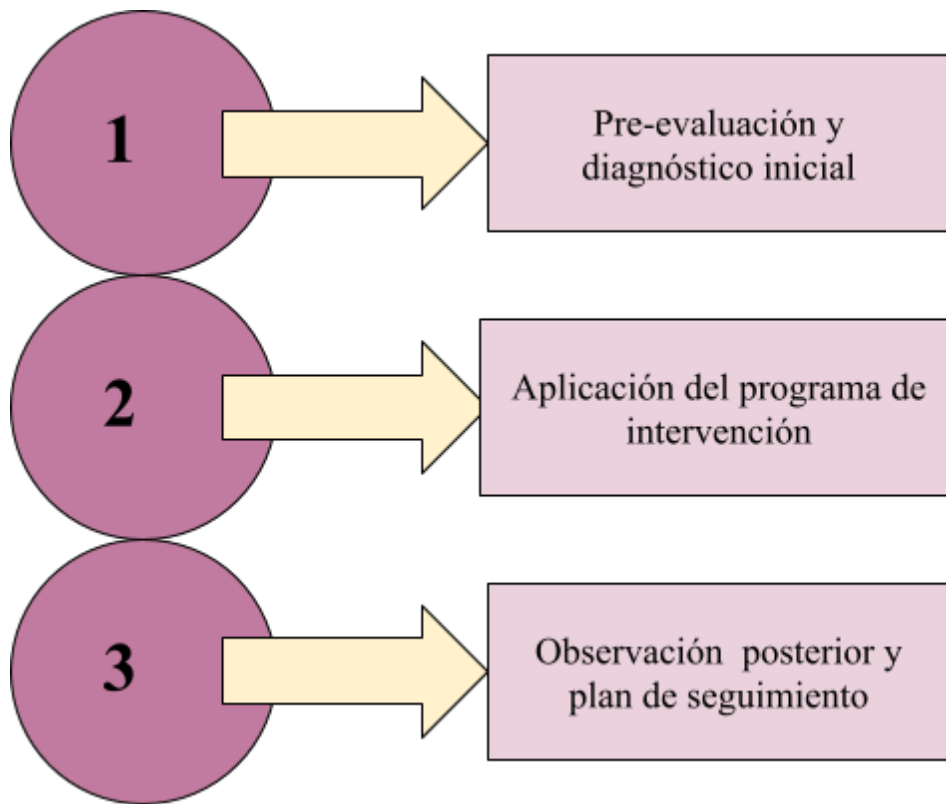 1
Pre-evaluación y
diagnóstico inicial
2
Aplicación del programa de
intervención
3
Observación  posterior y
plan de seguimiento